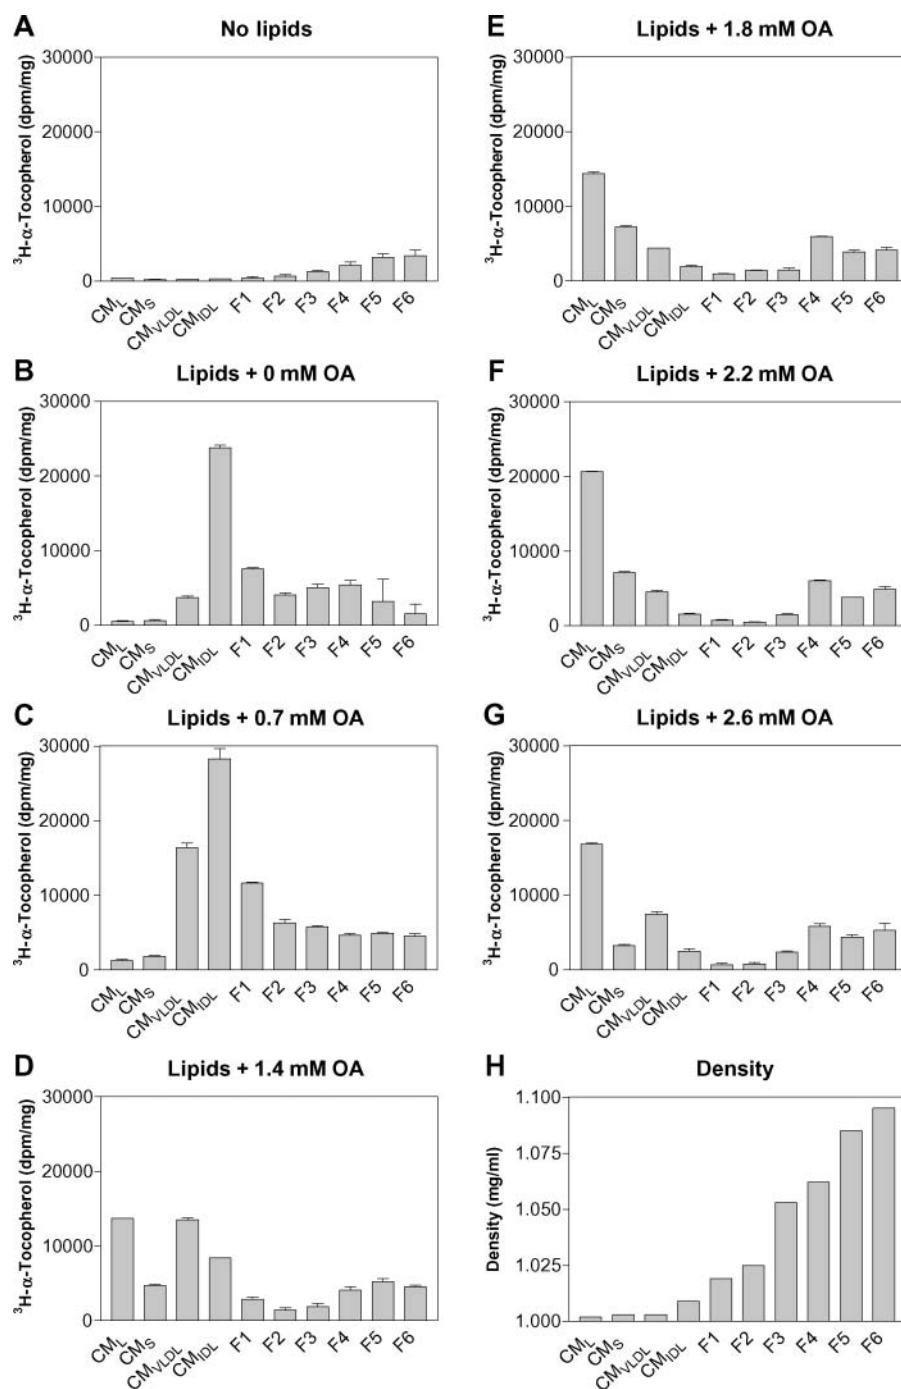 A
No lipids
³H-α-Tocopherol (dpm/mg)
30000
20000
10000
0
CM_L CM_S CM_VLDL CM_IDL F1 F2 F3 F4 F5 F6
B
Lipids + 0 mM OA
³H-α-Tocopherol (dpm/mg)
30000
20000
10000
0
CM_L CM_S CM_VLDL CM_IDL F1 F2 F3 F4 F5 F6
C
Lipids + 0.7 mM OA
³H-α-Tocopherol (dpm/mg)
30000
20000
10000
0
CM_L CM_S CM_VLDL CM_IDL F1 F2 F3 F4 F5 F6
D
Lipids + 1.4 mM OA
³H-α-Tocopherol (dpm/mg)
30000
20000
10000
0
CM_L CM_S CM_VLDL CM_IDL F1 F2 F3 F4 F5 F6
E
Lipids + 1.8 mM OA
³H-α-Tocopherol (dpm/mg)
30000
20000
10000
0
CM_L CM_S CM_VLDL CM_IDL F1 F2 F3 F4 F5 F6
F
Lipids + 2.2 mM OA
³H-α-Tocopherol (dpm/mg)
30000
20000
10000
0
CM_L CM_S CM_VLDL CM_IDL F1 F2 F3 F4 F5 F6
G
Lipids + 2.6 mM OA
³H-α-Tocopherol (dpm/mg)
30000
20000
10000
0
CM_L CM_S CM_VLDL CM_IDL F1 F2 F3 F4 F5 F6
H
Density
Density (mg/ml)
1.100
1.075
1.050
1.025
1.000
CM_L CM_S CM_VLDL CM_IDL F1 F2 F3 F4 F5 F6